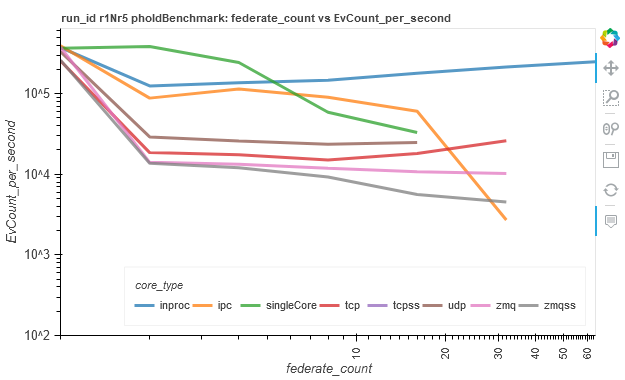 run_id r1Nr5 pholdBenchmark: federate_count vs EvCount_per_second
EvCount_per_second
10^5
10^4
10^3
10^2
core_type
inproc ipc singleCore tcp tcpss udp zmq zmqss
10 20 30 40 50 60
federate_count